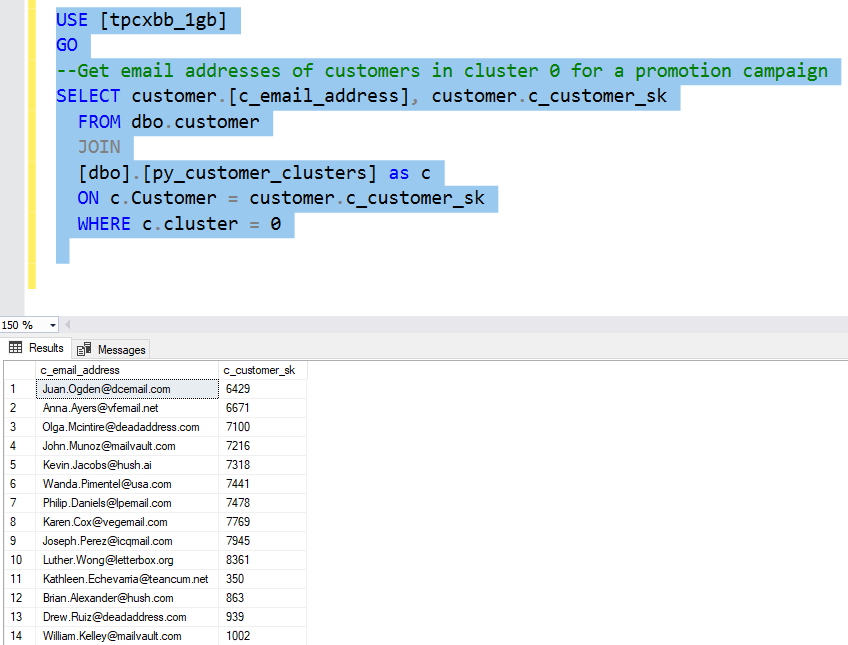 USE [tpcxbb_1gb]
GO
--Get email addresses of customers in cluster 0 for a promotion campaign
SELECT customer.[c_email_address], customer.c_customer_sk
FROM dbo.customer
JOIN
[dbo].[py_customer_clusters] as c
ON c.Customer = customer.c_customer_sk
WHERE c.cluster = 0
150 %
Results Messages
c_email_address c_customer_sk
1 Juan.Ogden@dcemail.com 6429
2 Anna.Ayers@vfemail.net 6671
3 Olga.Mcintire@deadaddress.com 7100
4 John.Munoz@mailvault.com 7216
5 Kevin.Jacobs@hush.ai 7318
6 Wanda.Pimentel@usa.com 7441
7 Philip.Daniels@lpemail.com 7478
8 Karen.Cox@vegemail.com 7769
9 Joseph.Perez@icqmail.com 7945
10 Luther.Wong@letterbox.org 8361
11 Kathleen.Echevarria@teancum.net 350
12 Brian.Alexander@hush.com 863
13 Drew.Ruiz@deadaddress.com 939
14 William.Kelley@mailvault.com 1002